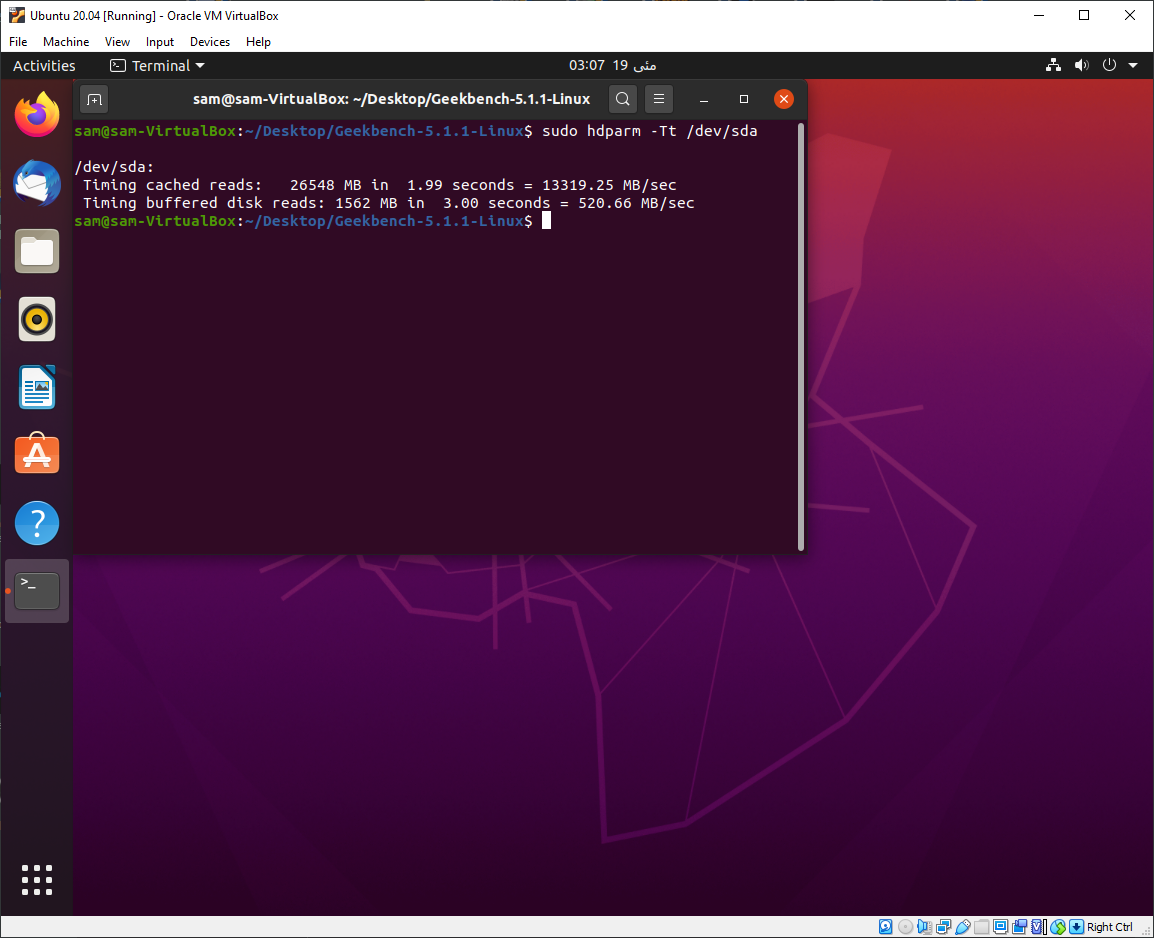 Ubuntu 20.04 [Running] - Oracle VM VirtualBox
File Machine View Input Devices Help
Activities Terminal 03:07 19 مئی
sam@sam-VirtualBox: ~/Desktop/Geekbench-5.1.1-Linux
sam@sam-VirtualBox:~/Desktop/Geekbench-5.1.1-Linux$ sudo hdparm -Tt /dev/sda
/dev/sda:
Timing cached reads: 26548 MB in 1.99 seconds = 13319.25 MB/sec
Timing buffered disk reads: 1562 MB in 3.00 seconds = 520.66 MB/sec
sam@sam-VirtualBox:~/Desktop/Geekbench-5.1.1-Linux$
Right Ctrl